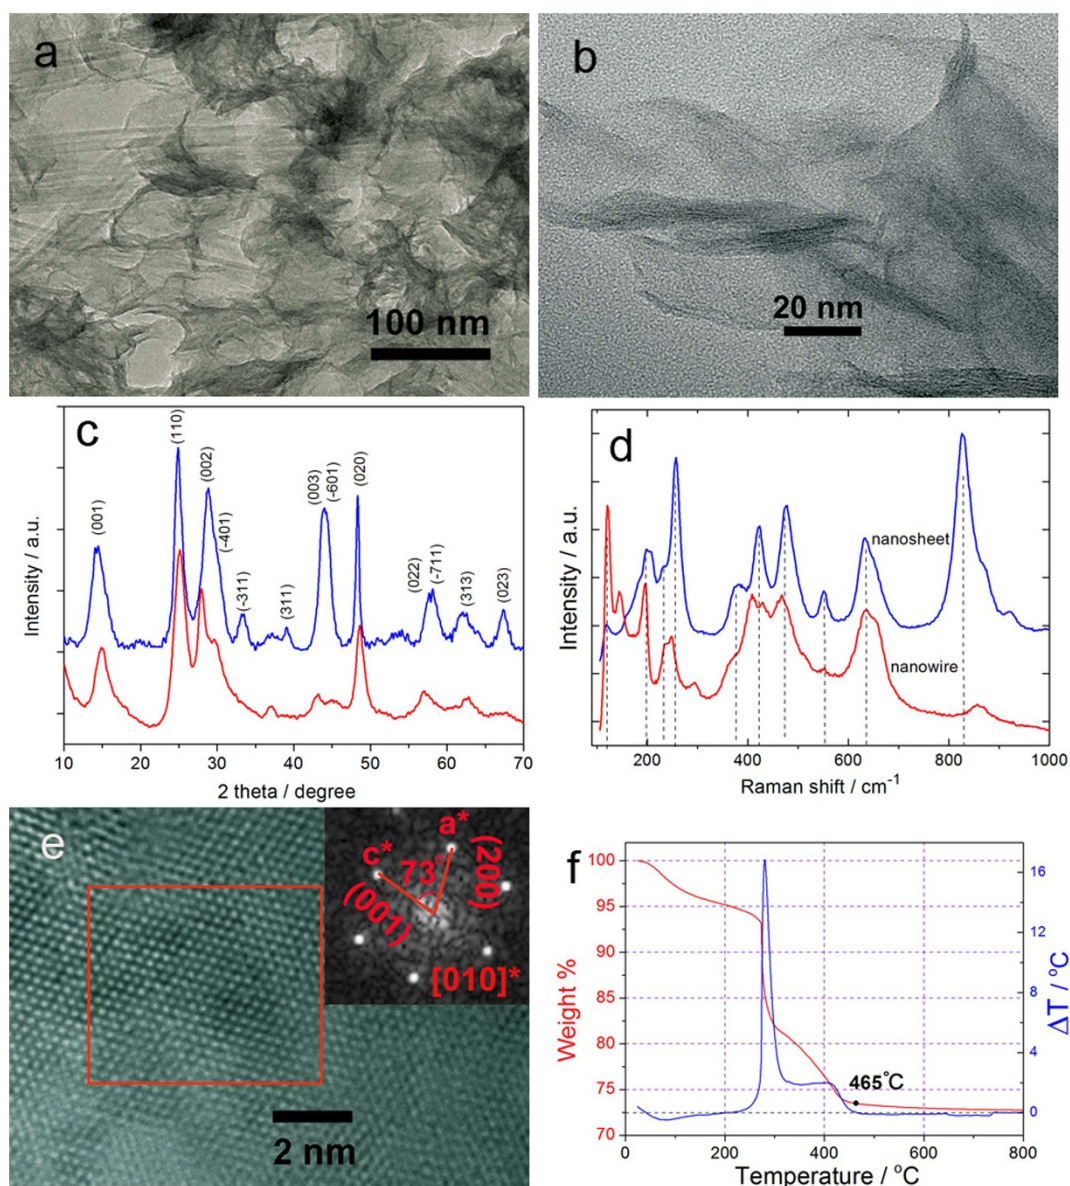 a
100 nm
b
20 nm
c
(001)
(110)
(002)
(-401)
(-311)
(311)
(003)
(-601)
(020)
(022)
(-711)
(313)
(023)
Intensity / a.u.
10 20 30 40 50 60 70
2 theta / degree
d
nanosheet
nanowire
Intensity / a.u.
200 400 600 800 1000
Raman shift / cm⁻¹
e
a*
c*
73°
(200)
(001)
[010]*
2 nm
f
100
95
90
85
80
75
70
Weight %
16
12
8
4
0
ΔT / °C
465°C
0 200 400 600 800
Temperature / °C